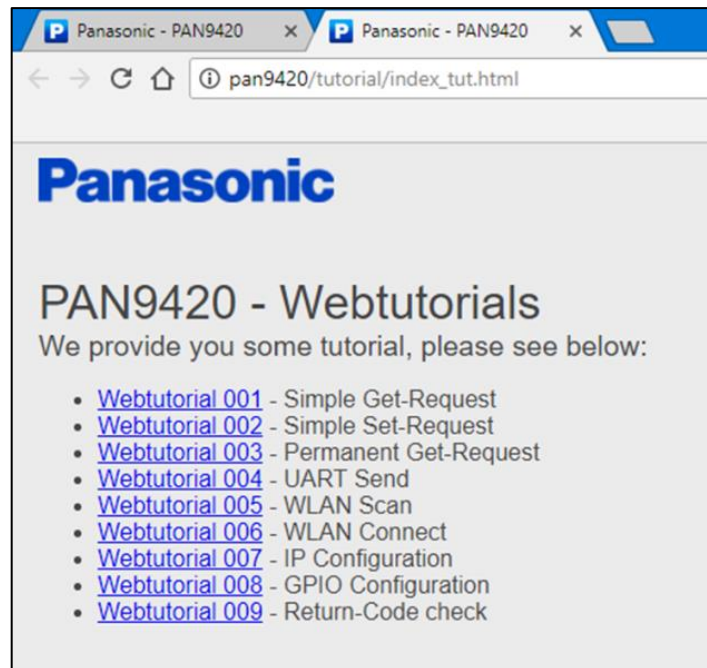 Panasonic - PAN9420
Panasonic - PAN9420
pan9420/tutorial/index_tut.html
Panasonic
PAN9420 - Webtutorials
We provide you some tutorial, please see below:
• Webtutorial 001 - Simple Get-Request
• Webtutorial 002 - Simple Set-Request
• Webtutorial 003 - Permanent Get-Request
• Webtutorial 004 - UART Send
• Webtutorial 005 - WLAN Scan
• Webtutorial 006 - WLAN Connect
• Webtutorial 007 - IP Configuration
• Webtutorial 008 - GPIO Configuration
• Webtutorial 009 - Return-Code check